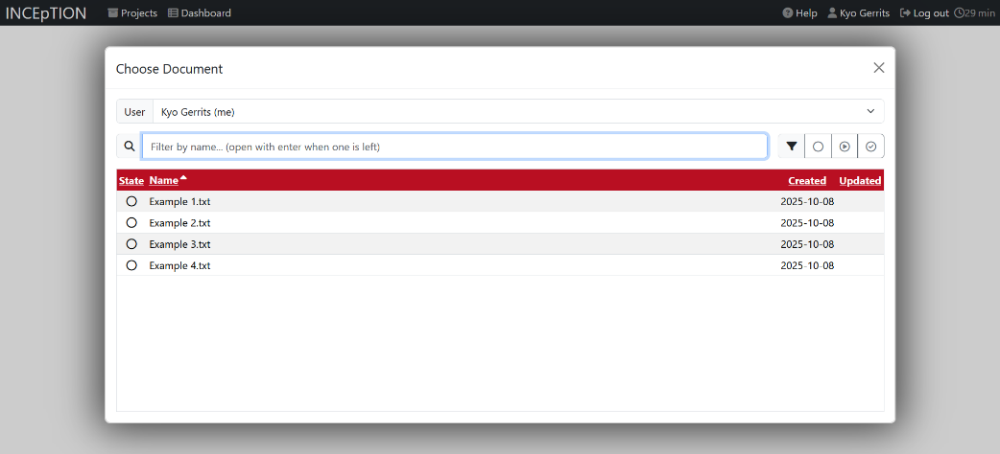 INCEpTION Projects Dashboard Help Kyo Gerrits Log out 29 min
Choose Document
User Kyo Gerrits (me)
Filter by name... (open with enter when one is left)
State Name Created Updated
Example 1.txt 2025-10-08
Example 2.txt 2025-10-08
Example 3.txt 2025-10-08
Example 4.txt 2025-10-08